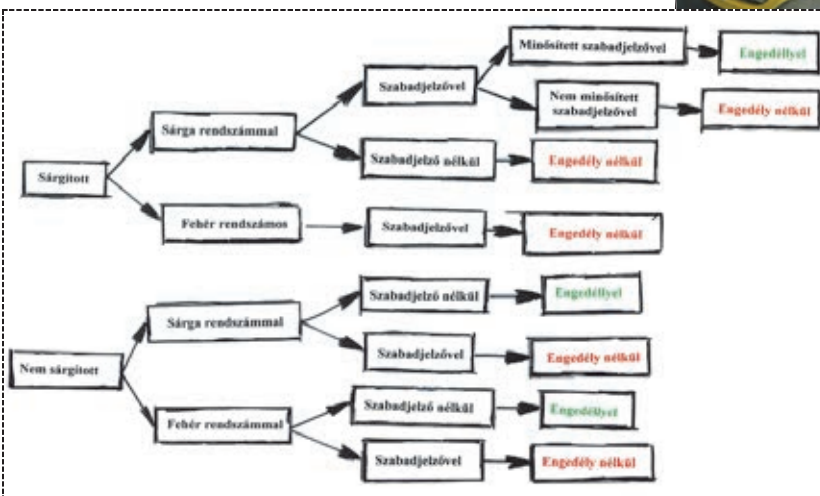 Minősített szabadjelzővel
Engedéllyel
Szabadjelzővel
Nem minősített
szabadjelzővel
Engedély nélkül
Sárga rendszámmal
Szabadjelző nélkül
Engedély nélkül
Sárgított
Fehér rendszámos
Szabadjelzővel
Engedély nélkül
Szabadjelző nélkül
Engedéllyel
Sárga rendszámmal
Szabadjelzővel
Engedély nélkül
Nem sárgított
Szabadjelző nélkül
Engedéllyel
Fehér rendszámmal
Szabadjelzővel
Engedély nélkül